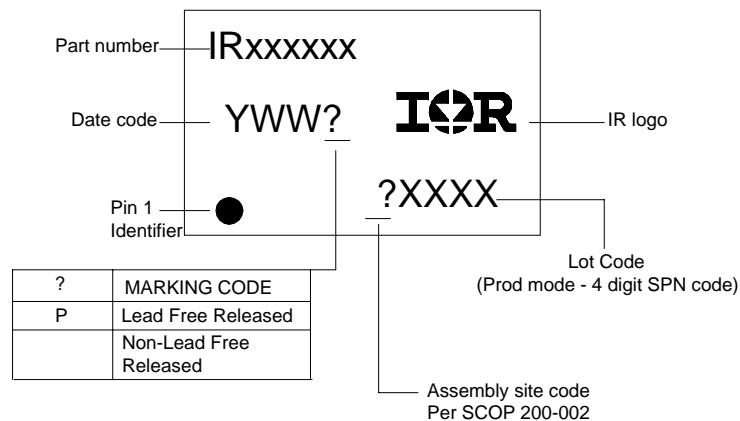 Part number
IRxxxxxx
Date code
YWW?
IOR
IR logo
?XXXX
Pin 1
Identifier
Lot Code
(Prod mode - 4 digit SPN code)
? MARKING CODE
P Lead Free Released
Non-Lead Free
Released
Assembly site code
Per SCOP 200-002